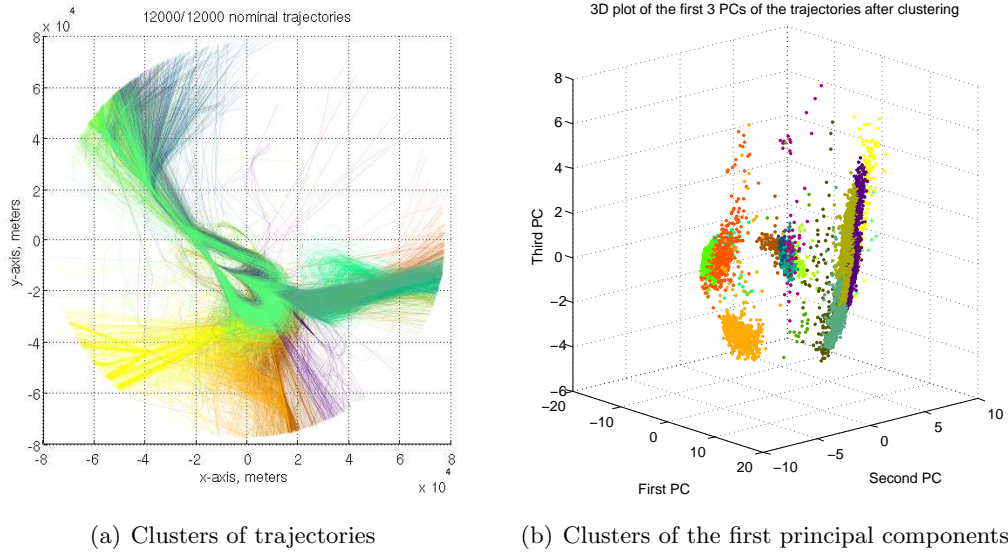 12000/12000 nominal trajectories
x 10 4
8
6
4
2
0
-2
-4
-6
-8
y-axis, meters
-8 -6 -4 -2 0 2 4 6 8
x-axis, meters
x 10 4
(a) Clusters of trajectories
3D plot of the first 3 PCs of the trajectories after clustering
8
6
4
2
0
−2
−4
−6
Third PC
−20 −10 0 10 20
First PC
−10 −5 0 5 10
Second PC
(b) Clusters of the first principal components